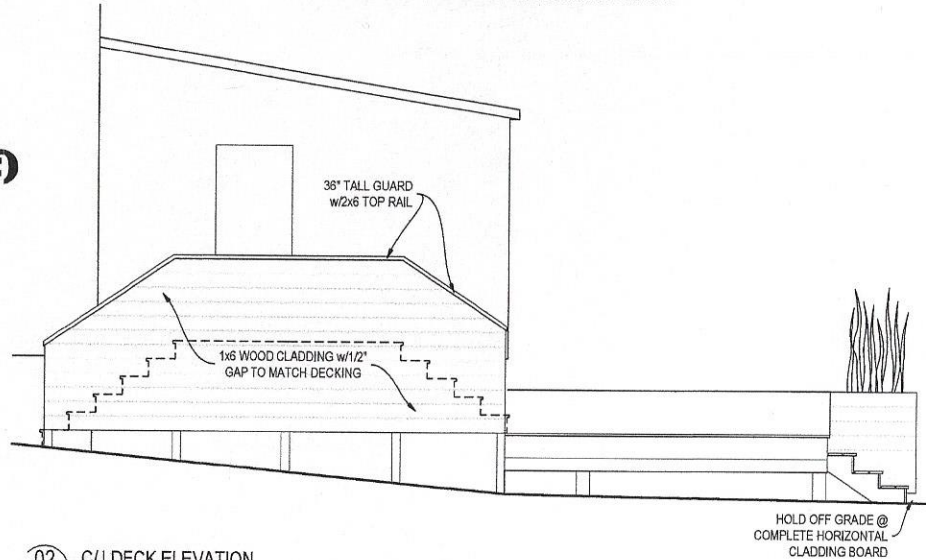 36" TALL GUARD
w/2x6 TOP RAIL
1x6 WOOD CLADDING w/1/2"
GAP TO MATCH DECKING
HOLD OFF GRADE @
COMPLETE HORIZONTAL
CLADDING BOARD
02 C/J DECK ELEVATION